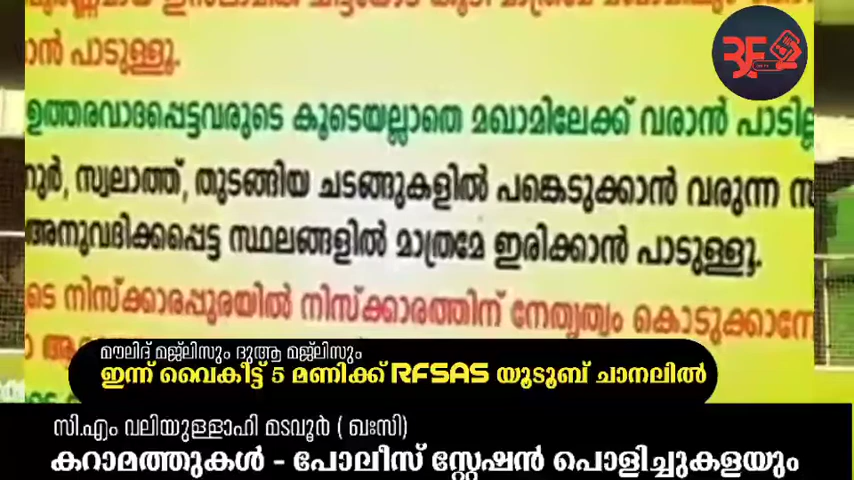 ാൻ പാടുള്ളൂ.
ഉത്തരവാദപ്പെട്ടവരുടെ കൂടെയല്ലാതെ മഖാമിലേക്ക് വരാൻ പാടില്ല
സ്വലാത്ത്, തുടങ്ങിയ ചടങ്ങുകളിൽ പങ്കെടുക്കാൻ വരുന്ന
അനുവദിക്കപ്പെട്ട സ്ഥലങ്ങളിൽ മാത്രമേ ഇരിക്കാൻ പാടുള്ളൂ.
ടെ നിസ്ക്കാരപ്പുരയിൽ നിസ്ക്കാരത്തിന് നേതൃത്വം കൊടുക്കാനോ
മൗലിദ് മജ്ലിസും ദുആ മജ്ലിസും
ഇന്ന് വൈകീട്ട് 5 മണിക്ക് RFSAS യൂടൂബ് ചാനലിൽ
സി.എം വലിയുള്ളാഹി മടവൂർ ( ഖഃസി)
കറാമത്തുകൾ - പോലീസ് സ്റ്റേഷൻ പൊളിച്ചുകളയും